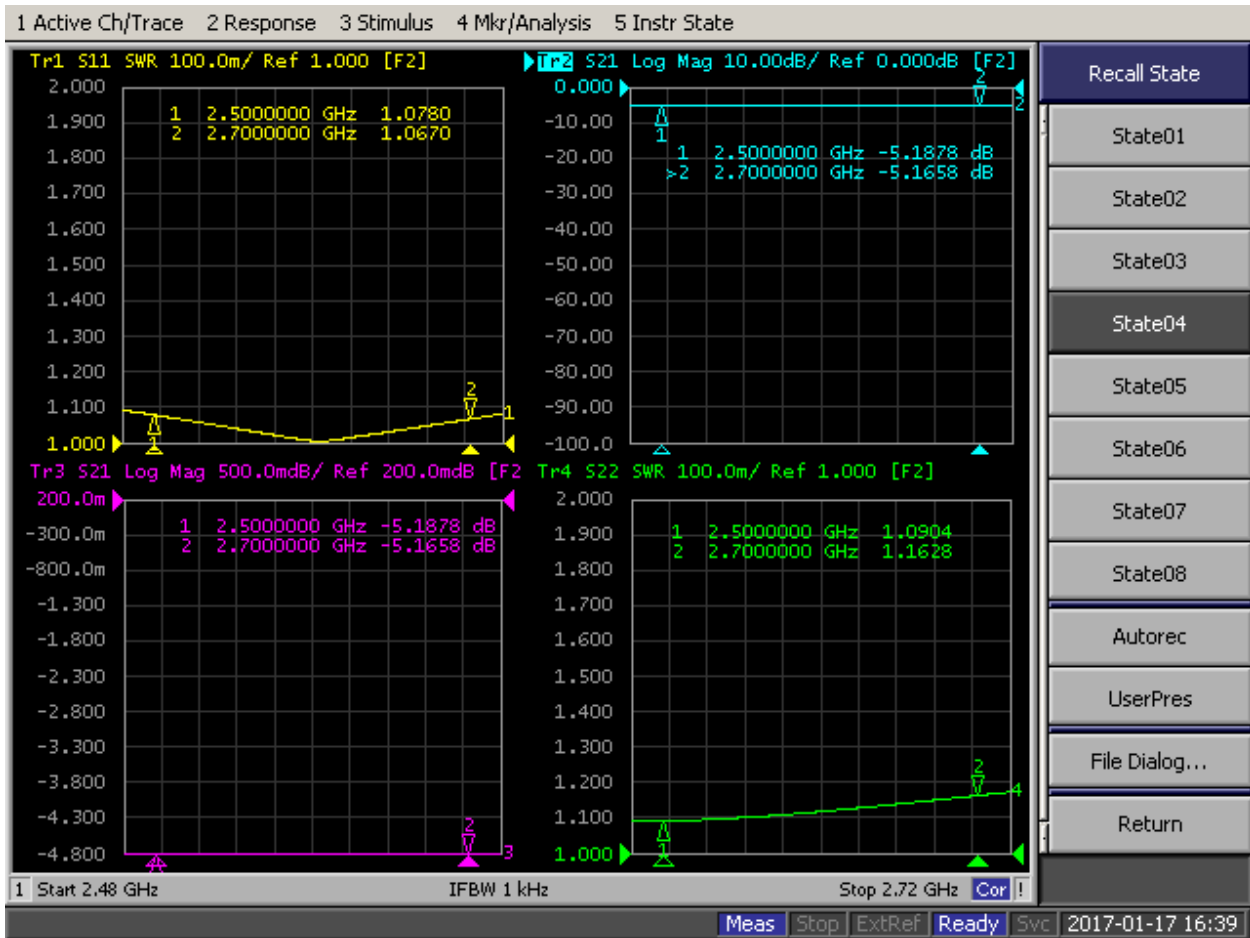 1 Active Ch/Trace 2 Response 3 Stimulus 4 Mkr/Analysis 5 Instr State
Tr1 S11 SWR 100.0m/ Ref 1.000 [F2]
2.000
1.900
1.800
1.700
1.600
1.500
1.400
1.300
1.200
1.100
1.000
1 2.5000000 GHz 1.0780
2 2.7000000 GHz 1.0670
2
1
1
Tr2 S21 Log Mag 10.00dB/ Ref 0.000dB [F2]
0.000
-10.00
-20.00
-30.00
-40.00
-50.00
-60.00
-70.00
-80.00
-90.00
-100.0
2
2
1
1 2.5000000 GHz -5.1878 dB
>2 2.7000000 GHz -5.1658 dB
Tr3 S21 Log Mag 500.0mdB/ Ref 200.0mdB [F2
200.0m
-300.0m
-800.0m
-1.300
-1.800
-2.300
-2.800
-3.300
-3.800
-4.300
-4.800
1 2.5000000 GHz -5.1878 dB
2 2.7000000 GHz -5.1658 dB
2
3
Tr4 S22 SWR 100.0m/ Ref 1.000 [F2]
2.000
1.900
1.800
1.700
1.600
1.500
1.400
1.300
1.200
1.100
1.000
1 2.5000000 GHz 1.0904
2 2.7000000 GHz 1.1628
2
4
1
1 Start 2.48 GHz IFBW 1 kHz Stop 2.72 GHz Cor !
Recall State
State01
State02
State03
State04
State05
State06
State07
State08
Autorec
UserPres
File Dialog...
Return
Meas Stop ExtRef Ready Svc 2017-01-17 16:39